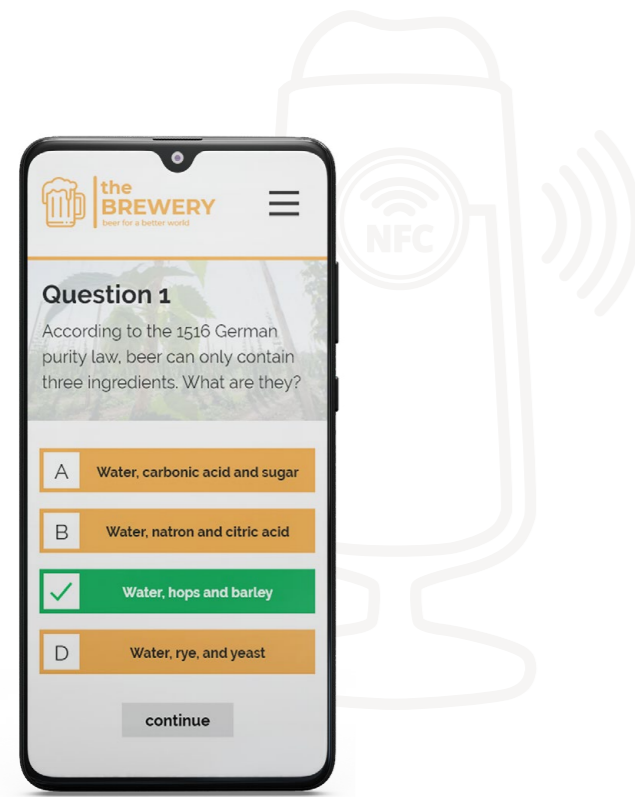 the
BREWERY
beer for a better world
NFC
Question 1
According to the 1516 German
purity law, beer can only contain
three ingredients. What are they?
A Water, carbonic acid and sugar
B Water, natron and citric acid
Water, hops and barley
D Water, rye, and yeast
continue